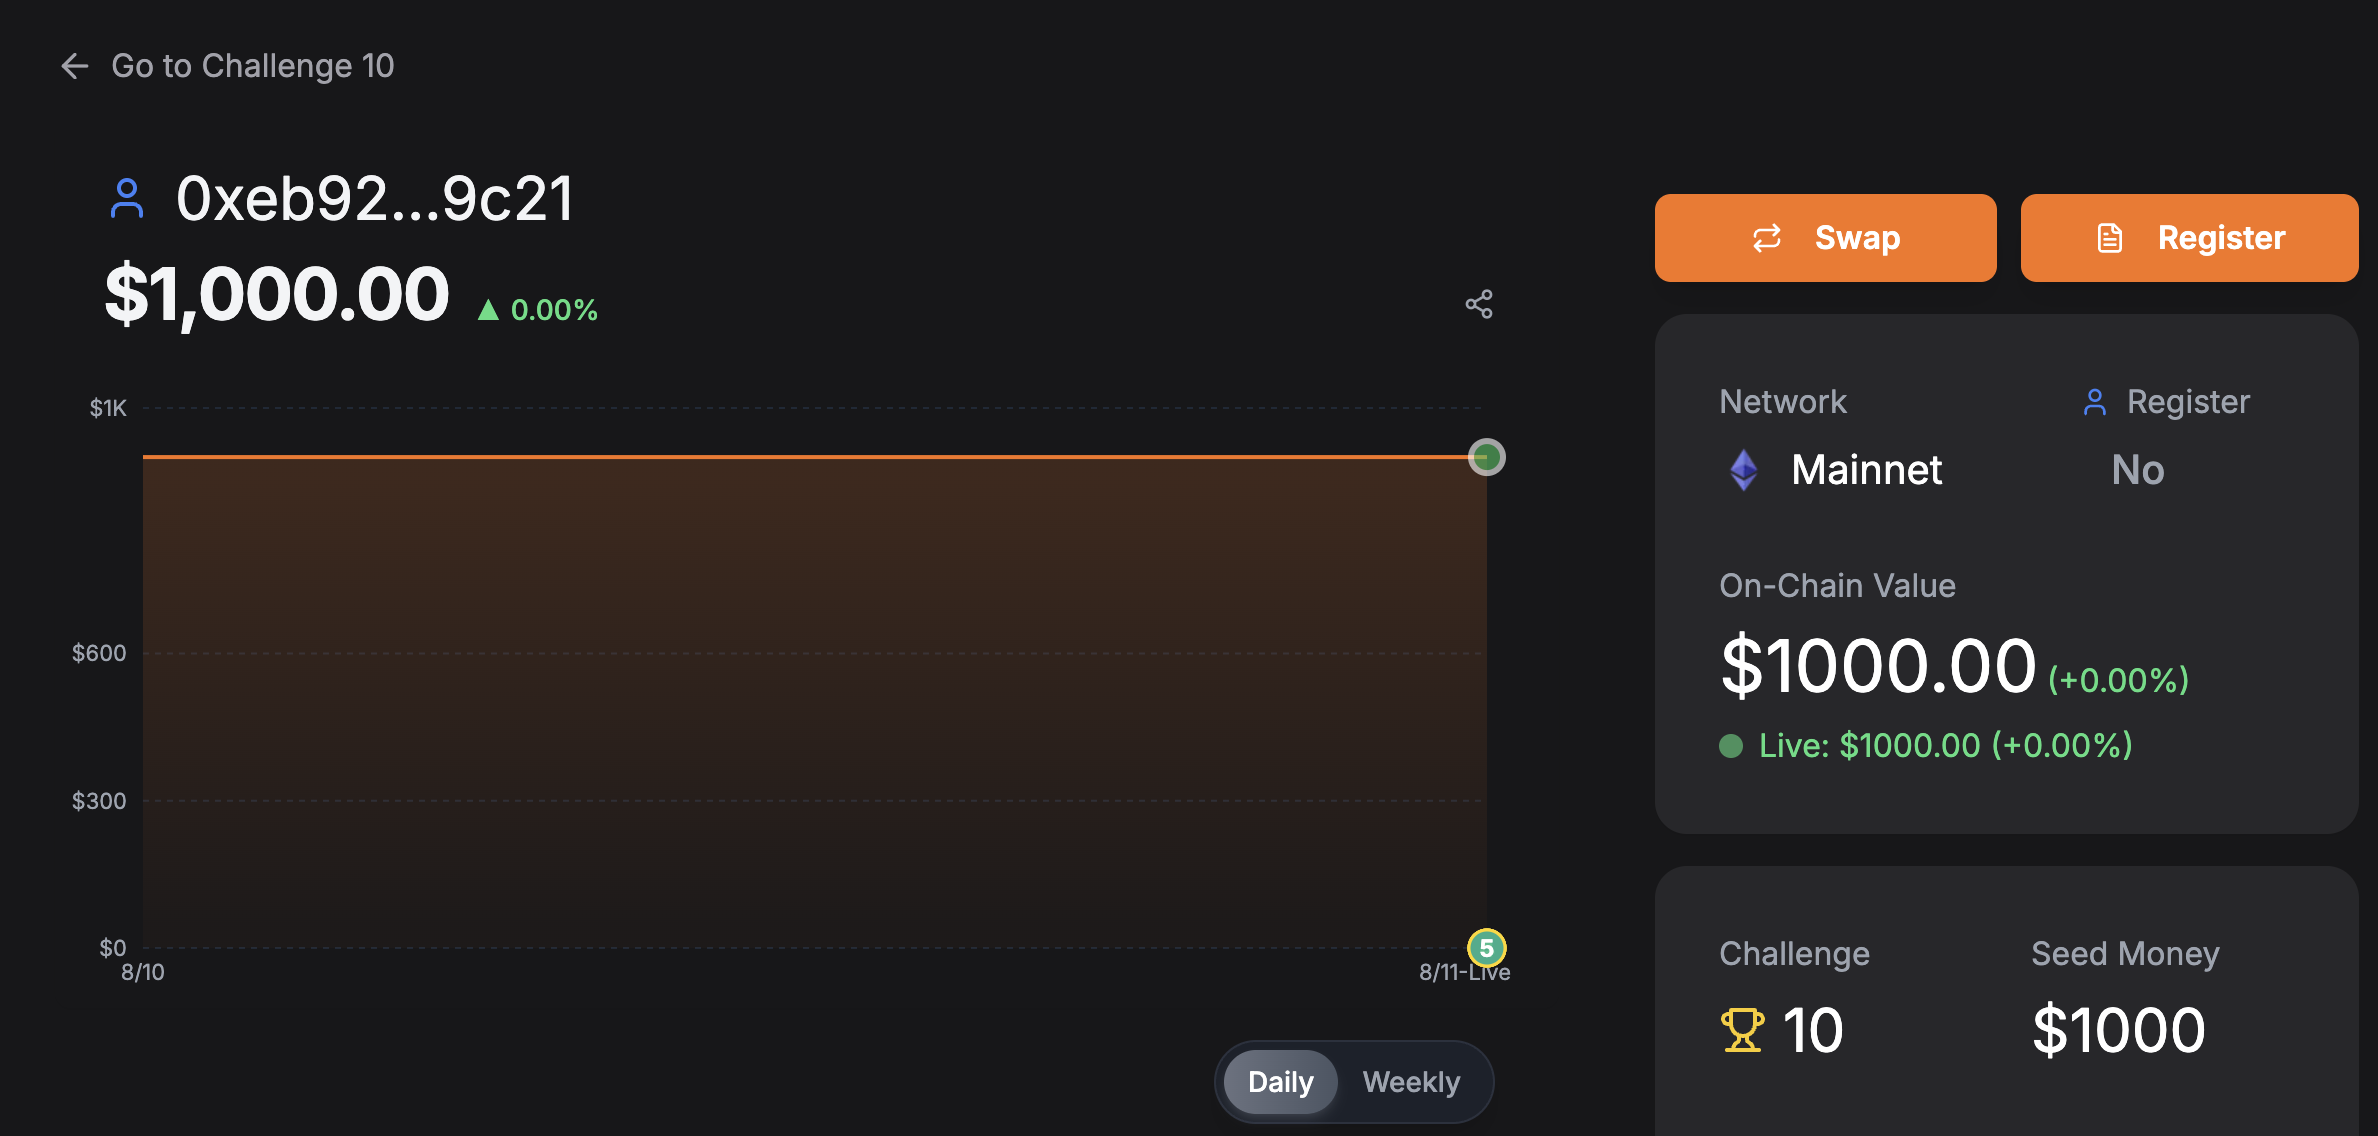 Go to Challenge 10
0xeb92...9c21
$1,000.00 ▲ 0.00%
$1K
$600
$300
$0
8/10
8/11-Live
5
Daily
Weekly
Swap
Register
Network
Register
Mainnet
No
On-Chain Value
$1000.00 (+0.00%)
Live: $1000.00 (+0.00%)
Challenge
Seed Money
10
$1000